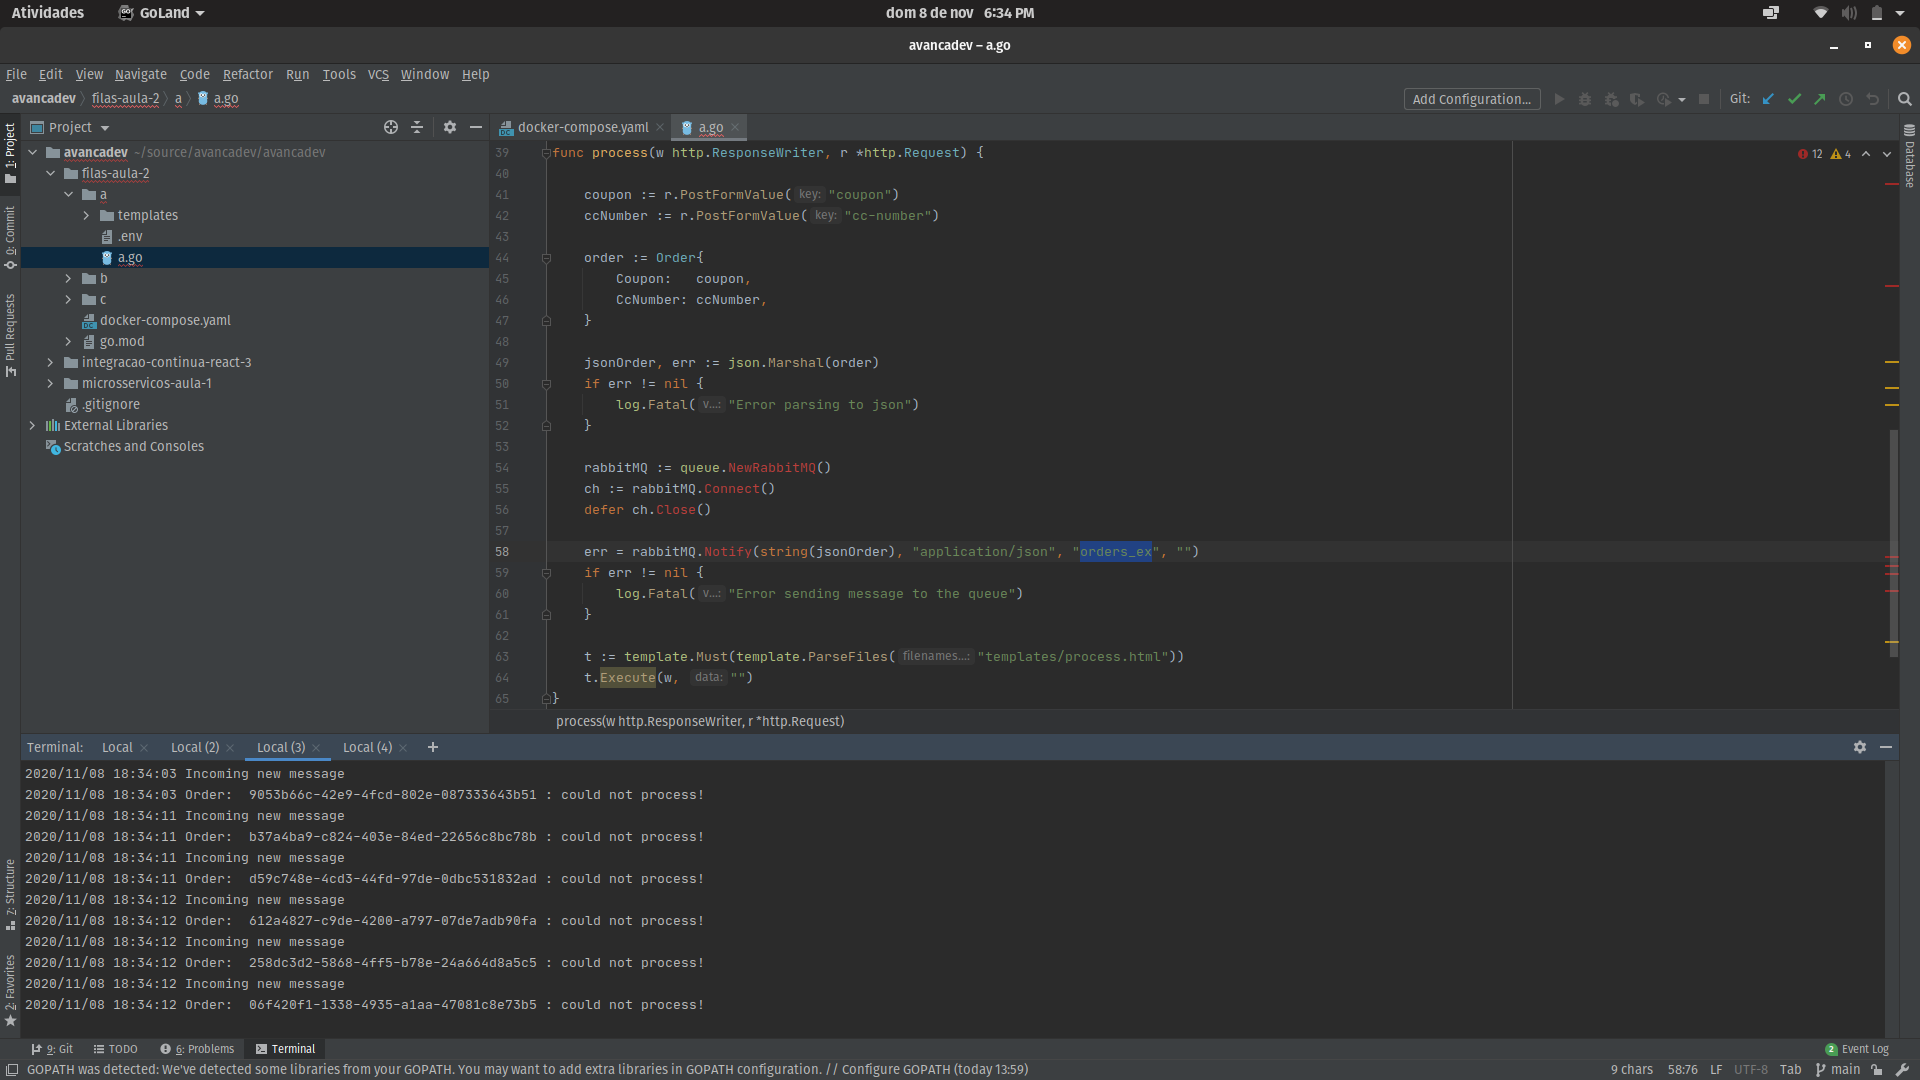 Atividades
GoLand
dom 8 de nov 6:34 PM
avancadev – a.go
File Edit View Navigate Code Refactor Run Tools VCS Window Help
avancadev filas-aula-2 a a.go
Add Configuration...
Git:
Project
docker-compose.yaml
a.go
1: Project
0: Commit
Pull Requests
7: Structure
2: Favorites
Database
avancadev ~/source/avancadev/avancadev
filas-aula-2
a
templates
.env
a.go
b
c
docker-compose.yaml
go.mod
integracao-continua-react-3
microsservicos-aula-1
.gitignore
External Libraries
Scratches and Consoles
12 4
39 func process(w http.ResponseWriter, r *http.Request) {
40
41 coupon := r.PostFormValue( key: "coupon")
42 ccNumber := r.PostFormValue( key: "cc-number")
43
44 order := Order{
45 Coupon: coupon,
46 CcNumber: ccNumber,
47 }
48
49 jsonOrder, err := json.Marshal(order)
50 if err != nil {
51 log.Fatal( v...: "Error parsing to json")
52 }
53
54 rabbitMQ := queue.NewRabbitMQ()
55 ch := rabbitMQ.Connect()
56 defer ch.Close()
57
58 err = rabbitMQ.Notify(string(jsonOrder), "application/json", "orders_ex", "")
59 if err != nil {
60 log.Fatal( v...: "Error sending message to the queue")
61 }
62
63 t := template.Must(template.ParseFiles( filenames...: "templates/process.html"))
64 t.Execute(w, data: "")
65 }
process(w http.ResponseWriter, r *http.Request)
Terminal: Local Local (2) Local (3) Local (4)
2020/11/08 18:34:03 Incoming new message
2020/11/08 18:34:03 Order: 9053b66c-42e9-4fcd-802e-087333643b51 : could not process!
2020/11/08 18:34:11 Incoming new message
2020/11/08 18:34:11 Order: b37a4ba9-c824-403e-84ed-22656c8bc78b : could not process!
2020/11/08 18:34:11 Incoming new message
2020/11/08 18:34:11 Order: d59c748e-4cd3-44fd-97de-0dbc531832ad : could not process!
2020/11/08 18:34:12 Incoming new message
2020/11/08 18:34:12 Order: 612a4827-c9de-4200-a797-07de7adb90fa : could not process!
2020/11/08 18:34:12 Incoming new message
2020/11/08 18:34:12 Order: 258dc3d2-5868-4ff5-b78e-24a664d8a5c5 : could not process!
2020/11/08 18:34:12 Incoming new message
2020/11/08 18:34:12 Order: 06f420f1-1338-4935-a1aa-47081c8e73b5 : could not process!
9: Git TODO 6: Problems Terminal
2 Event Log
GOPATH was detected: We've detected some libraries from your GOPATH. You may want to add extra libraries in GOPATH configuration. // Configure GOPATH (today 13:59)
9 chars 58:76 LF UTF-8 Tab main